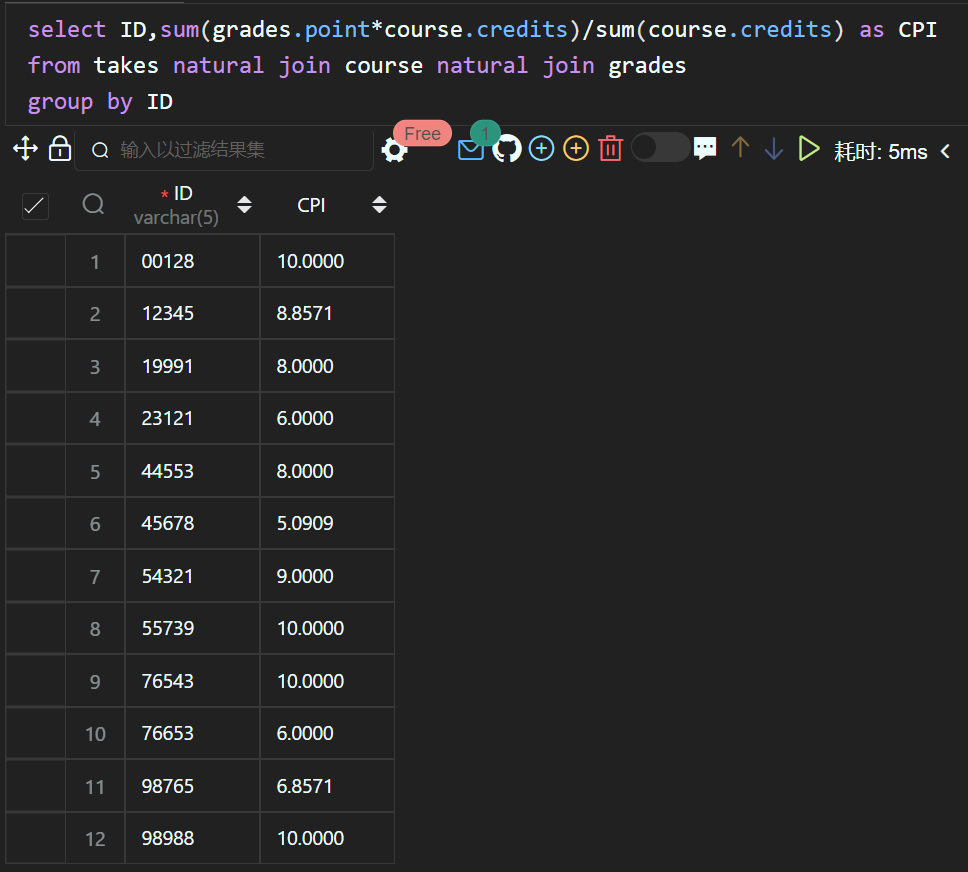 select ID,sum(grades.point*course.credits)/sum(course.credits) as CPI
from takes natural join course natural join grades
group by ID
输入以过滤结果集 Free 1 耗时: 5ms
* ID CPI
varchar(5)
1 00128 10.0000
2 12345 8.8571
3 19991 8.0000
4 23121 6.0000
5 44553 8.0000
6 45678 5.0909
7 54321 9.0000
8 55739 10.0000
9 76543 10.0000
10 76653 6.0000
11 98765 6.8571
12 98988 10.0000